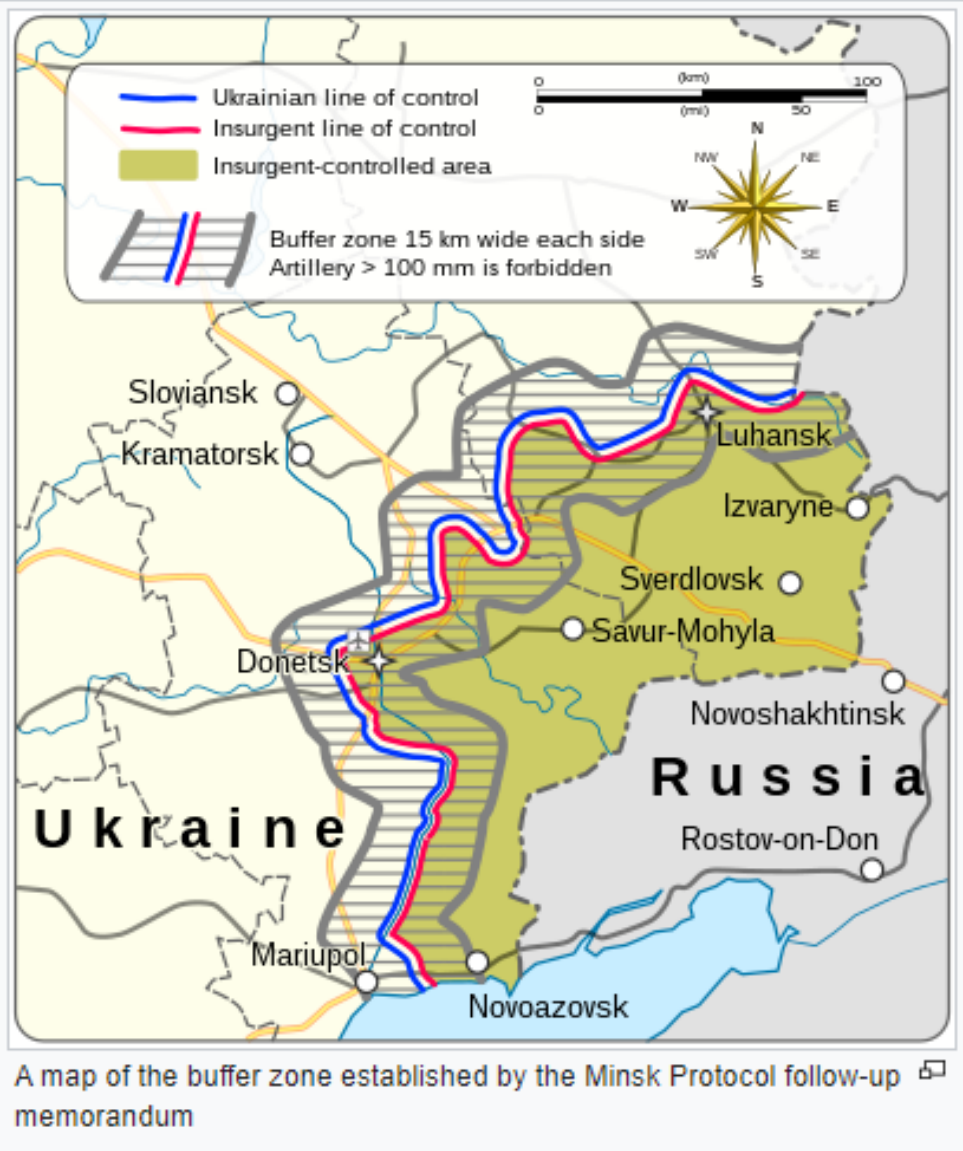 Ukrainian line of control
Insurgent line of control
Insurgent-controlled area
Buffer zone 15 km wide each side
Artillery > 100 mm is forbidden
0 (km) 100
0 (mi) 50
N
NW NE
W E
SW SE
S
Sloviansk
Kramatorsk
Luhansk
Izvaryne
Sverdlovsk
Savur-Mohyla
Donetsk
Novoshakhtinsk
Russia
Ukraine
Rostov-on-Don
Mariupol
Novoazovsk
A map of the buffer zone established by the Minsk Protocol follow-up
memorandum